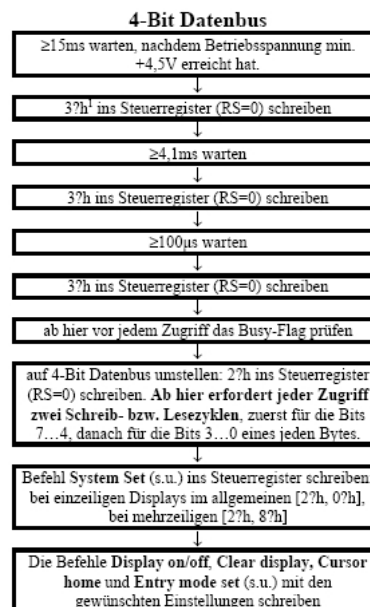 4-Bit Datenbus
≥15ms warten, nachdem Betriebsspannung min.
+4,5V erreicht hat.
↓
3?h¹ ins Steuerregister (RS=0) schreiben
↓
≥4,1ms warten
↓
3?h ins Steuerregister (RS=0) schreiben
↓
≥100µs warten
↓
3?h ins Steuerregister (RS=0) schreiben
↓
ab hier vor jedem Zugriff das Busy-Flag prüfen
↓
auf 4-Bit Datenbus umstellen: 2?h ins Steuerregister
(RS=0) schreiben. Ab hier erfordert jeder Zugriff
zwei Schreib- bzw. Lesezyklen, zuerst für die Bits
7…4, danach für die Bits 3…0 eines jeden Bytes.
↓
Befehl System Set (s.u.) ins Steuerregister schreiben
bei einzeiligen Displays im allgemeinen [2?h, 0?h],
bei mehrzeiligen [2?h, 8?h]
↓
Die Befehle Display on/off, Clear display, Cursor
home und Entry mode set (s.u.) mit den
gewünschten Einstellungen schreiben